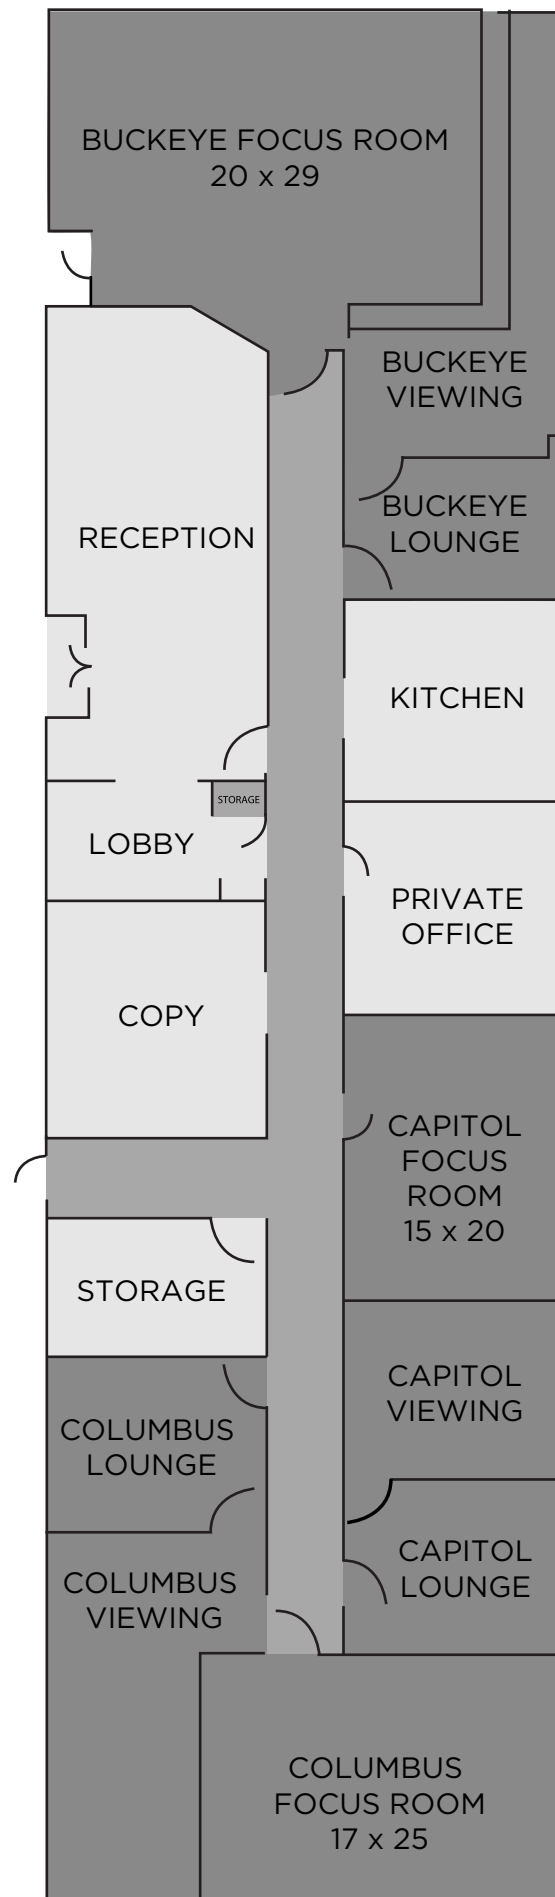 BUCKEYE FOCUS ROOM
20 x 29
BUCKEYE
VIEWING
BUCKEYE
LOUNGE
RECEPTION
KITCHEN
STORAGE
LOBBY
PRIVATE
OFFICE
COPY
CAPITOL
FOCUS
ROOM
15 x 20
STORAGE
CAPITOL
VIEWING
COLUMBUS
LOUNGE
CAPITOL
LOUNGE
COLUMBUS
VIEWING
COLUMBUS
FOCUS ROOM
17 x 25